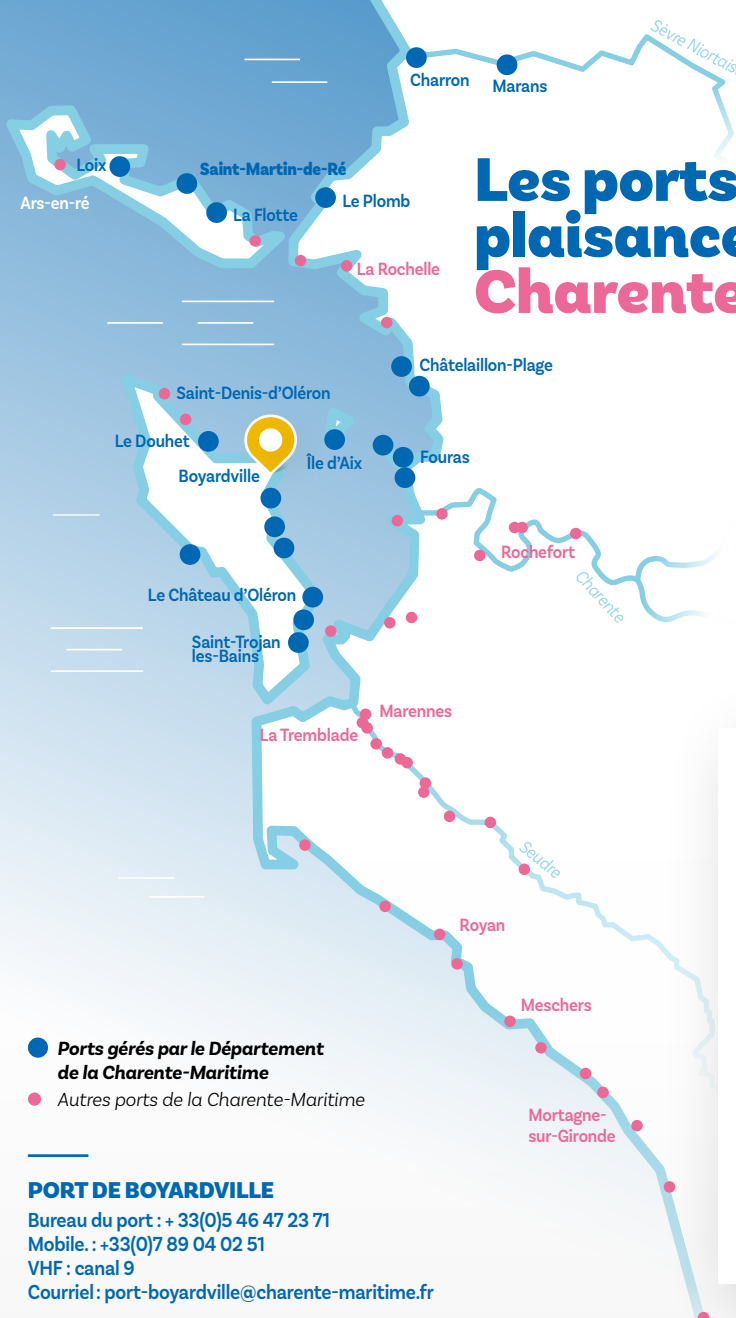 Sèvre Niortais
Charron
Marans
Loix
Saint-Martin-de-Ré
Ars-en-ré
Le Plomb
La Flotte
Les ports
plaisance
Charente
La Rochelle
Châtelaillon-Plage
Saint-Denis-d'Oléron
Le Douhet
Île d'Aix
Fouras
Boyardville
Rochefort
Charente
Le Château d'Oléron
Saint-Trojan
les-Bains
Marennes
La Tremblade
Seudre
Royan
Meschers
Mortagne-
sur-Gironde
Ports gérés par le Département
de la Charente-Maritime
Autres ports de la Charente-Maritime
PORT DE BOYARDVILLE
Bureau du port : + 33(0)5 46 47 23 71
Mobile. : +33(0)7 89 04 02 51
VHF : canal 9
Courriel : port-boyardville@charente-maritime.fr